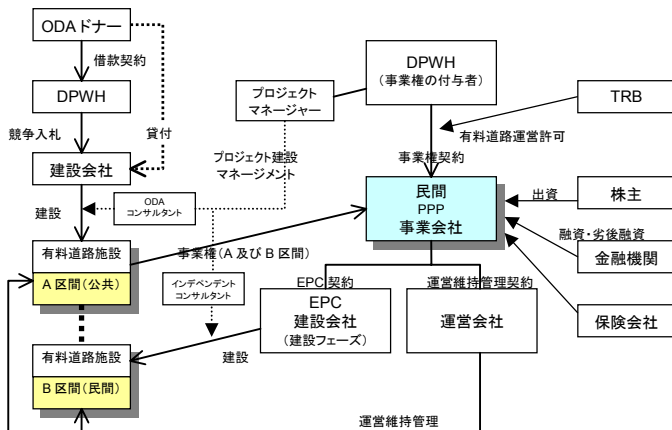 ODAドナー
借款契約
DPWH
競争入札
貸付
建設会社
建設
ODA
コンサルタント
有料道路施設
A区間(公共)
有料道路施設
B区間(民間)
プロジェクト
マネージャー
プロジェクト建設
マネージメント
DPWH
(事業権の付与者)
TRB
有料道路運営許可
事業権契約
民間
PPP
事業会社
出資
株主
融資・劣後融資
金融機関
保険会社
事業権(A及びB区間)
インデペンデント
コンサルタント
EPC契約
運営維持管理契約
EPC
建設会社
(建設フェーズ)
運営会社
建設
運営維持管理